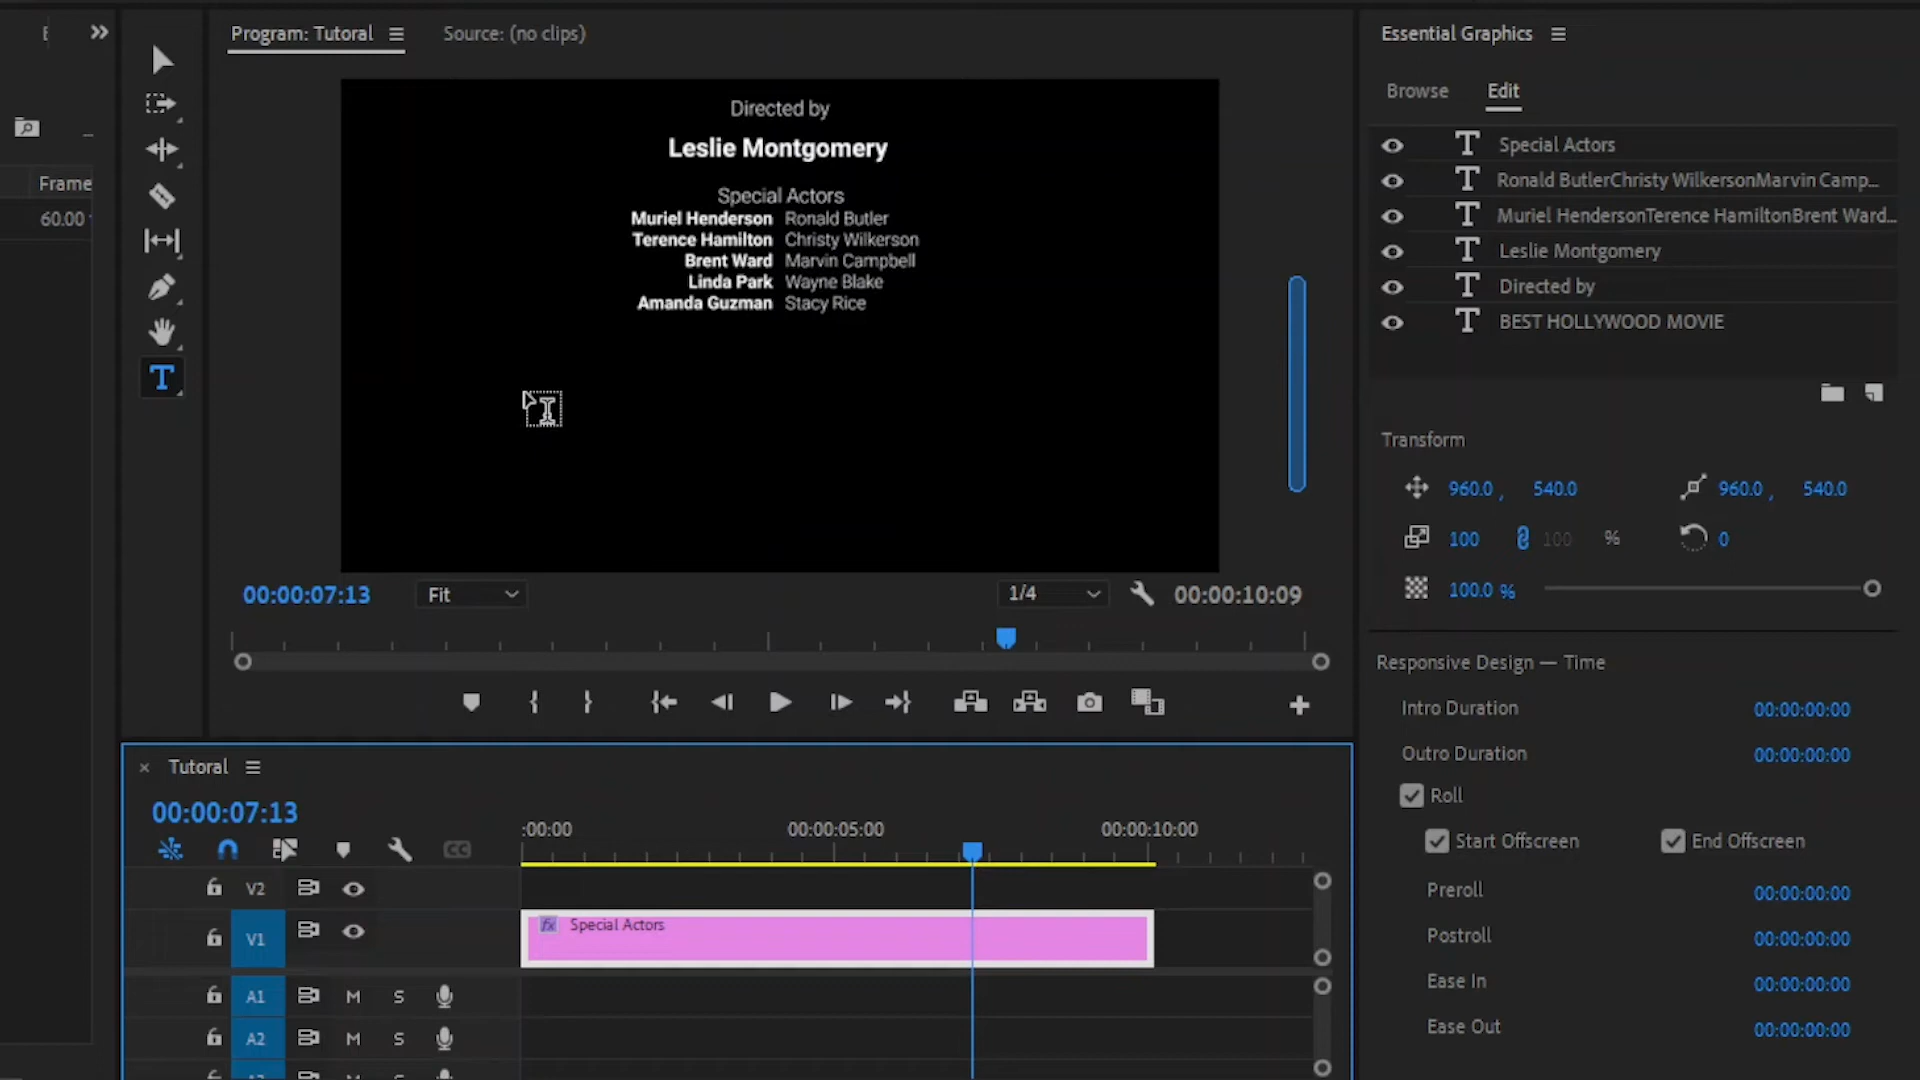 Program: Tutoral
Source: (no clips)
Essential Graphics
Browse
Edit
Frame
60.00
Directed by
Leslie Montgomery
Special Actors
Muriel Henderson Ronald Butler
Terence Hamilton Christy Wilkerson
Brent Ward Marvin Campbell
Linda Park Wayne Blake
Amanda Guzman Stacy Rice
T
00:00:07:13
Fit
1/4
00:00:10:09
T Special Actors
T Ronald ButlerChristy WilkersonMarvin Camp...
T Muriel HendersonTerence HamiltonBrent Ward...
T Leslie Montgomery
T Directed by
T BEST HOLLYWOOD MOVIE
Transform
960.0 , 540.0 960.0 , 540.0
100 100 % 0
100.0 %
Responsive Design — Time
Intro Duration 00:00:00:00
Outro Duration 00:00:00:00
Roll
Start Offscreen End Offscreen
Preroll 00:00:00:00
Postroll 00:00:00:00
Ease In 00:00:00:00
Ease Out 00:00:00:00
× Tutoral
00:00:07:13
CC
:00:00 00:00:05:00 00:00:10:00
V2
V1
fx Special Actors
A1 M S
A2 M S